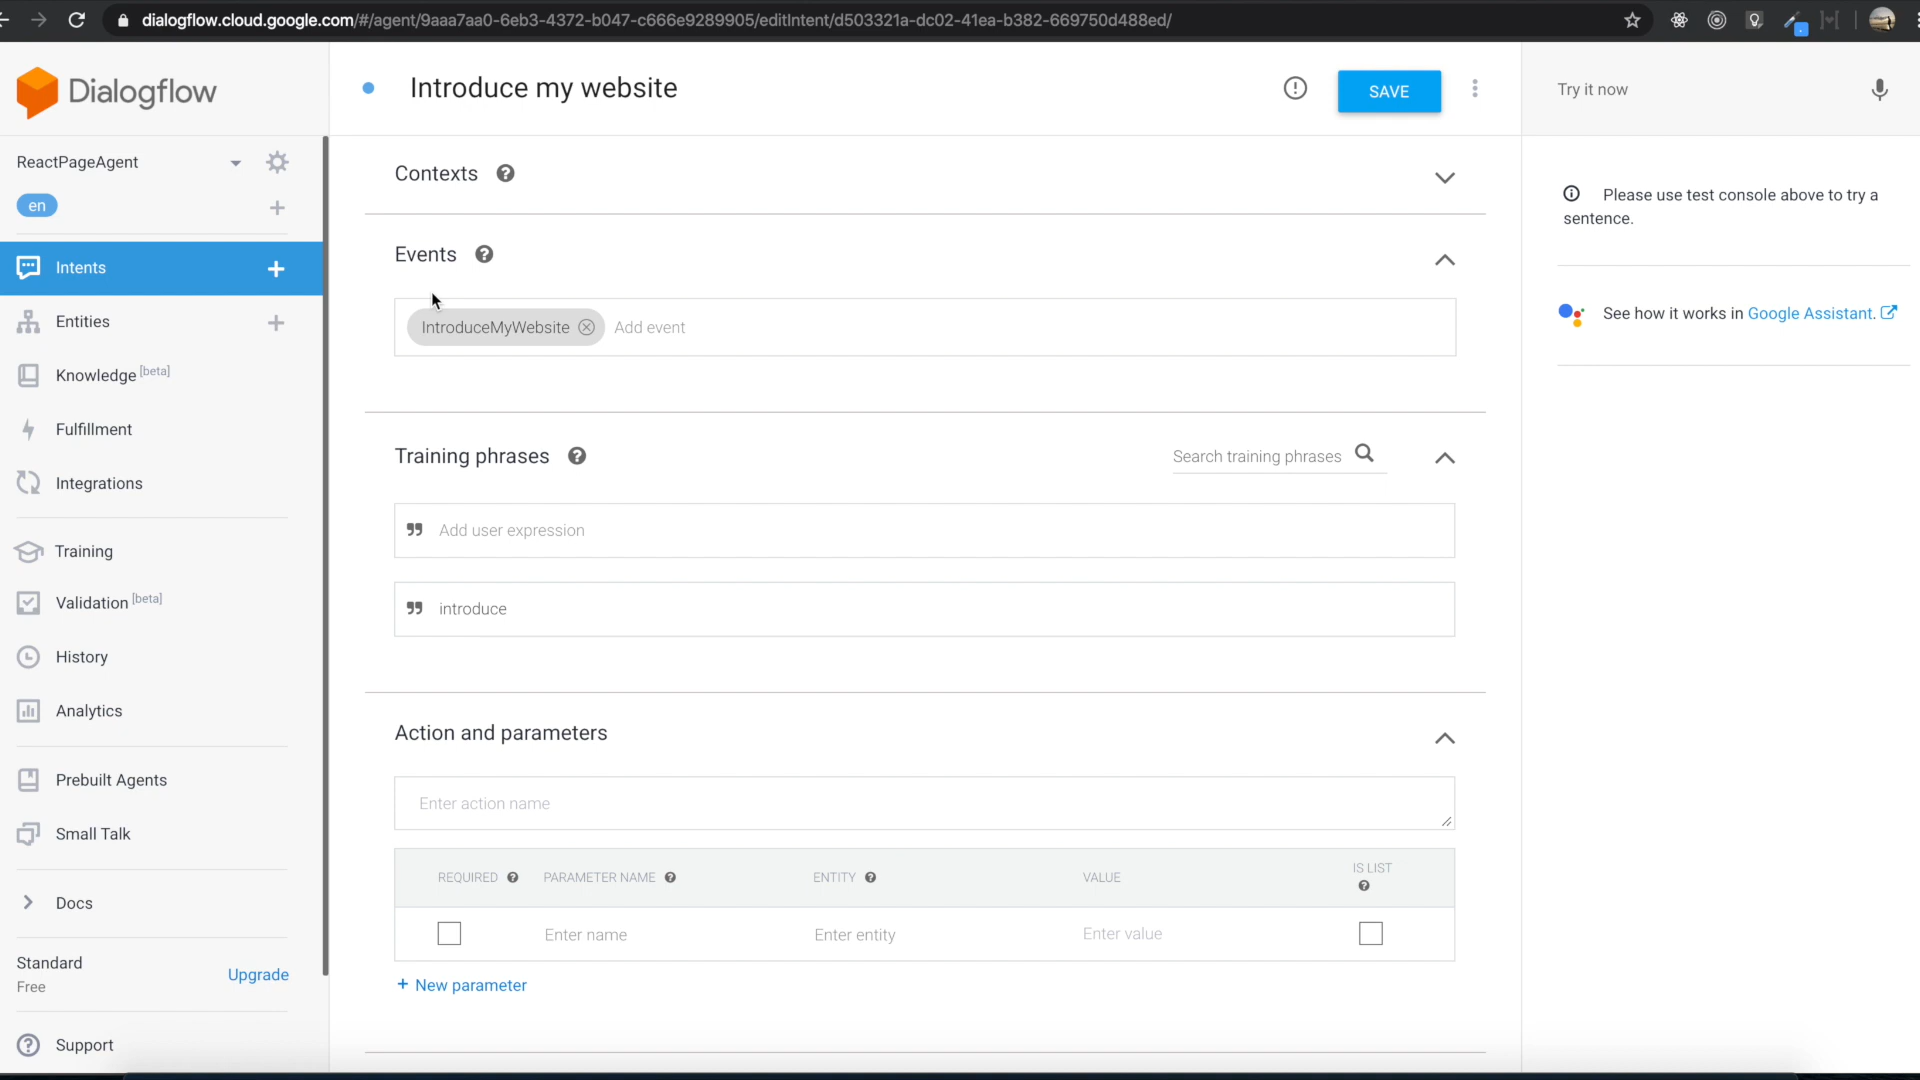 dialogflow.cloud.google.com/#/agent/9aaa7aa0-6eb3-4372-b047-c666e9289905/editIntent/d503321a-dc02-41ea-b382-669750d488ed/
Dialogflow
ReactPageAgent
en
Intents
Entities
Knowledge [beta]
Fulfillment
Integrations
Training
Validation [beta]
History
Analytics
Prebuilt Agents
Small Talk
Docs
Standard
Free
Upgrade
Support
Introduce my website
SAVE
Contexts
Events
IntroduceMyWebsite Add event
Training phrases
Search training phrases
Add user expression
introduce
Action and parameters
Enter action name
REQUIRED PARAMETER NAME ENTITY VALUE IS LIST
Enter name Enter entity Enter value
+ New parameter
Try it now
Please use test console above to try a
sentence.
See how it works in Google Assistant.